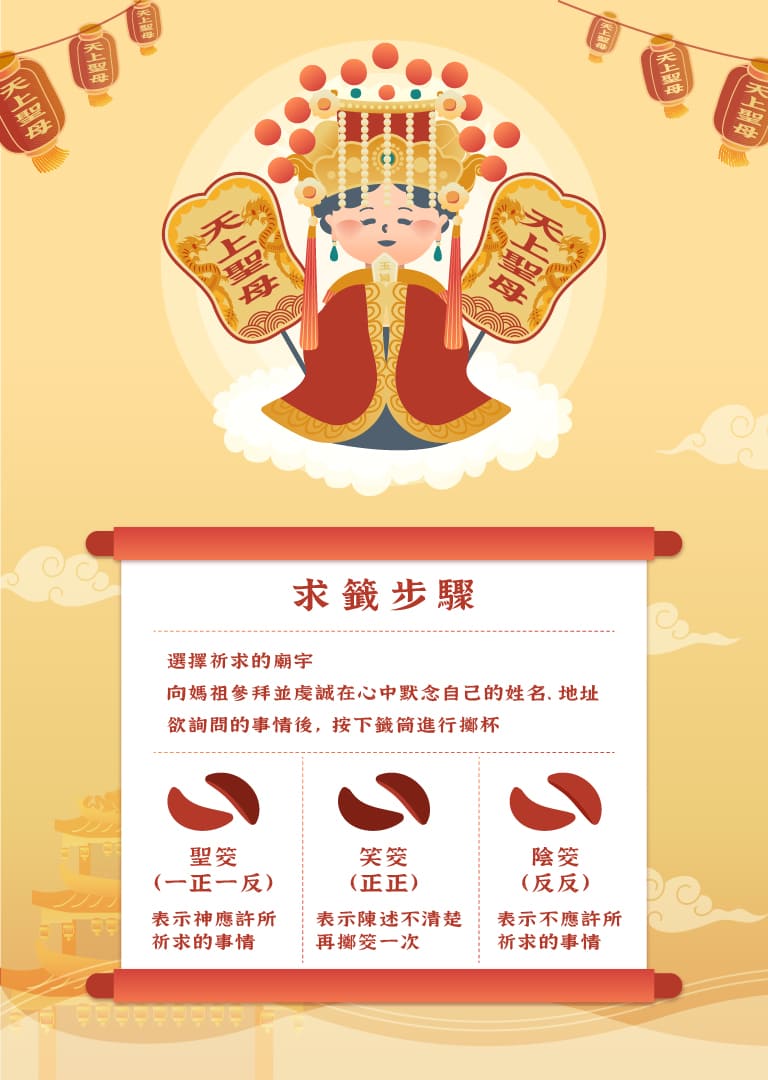 天上聖母
天上聖母
天上聖母
天上聖母
天上聖母
天上聖母
天上聖母
天上聖母
求籤步驟
選擇祈求的廟宇
向媽祖參拜並虔誠在心中默念自己的姓名、地址
欲詢問的事情後, 按下籤筒進行擲杯
聖筊
(一正一反)
表示神應許所
祈求的事情
笑筊
(正正)
表示陳述不清楚
再擲筊一次
陰筊
(反反)
表示不應許所
祈求的事情